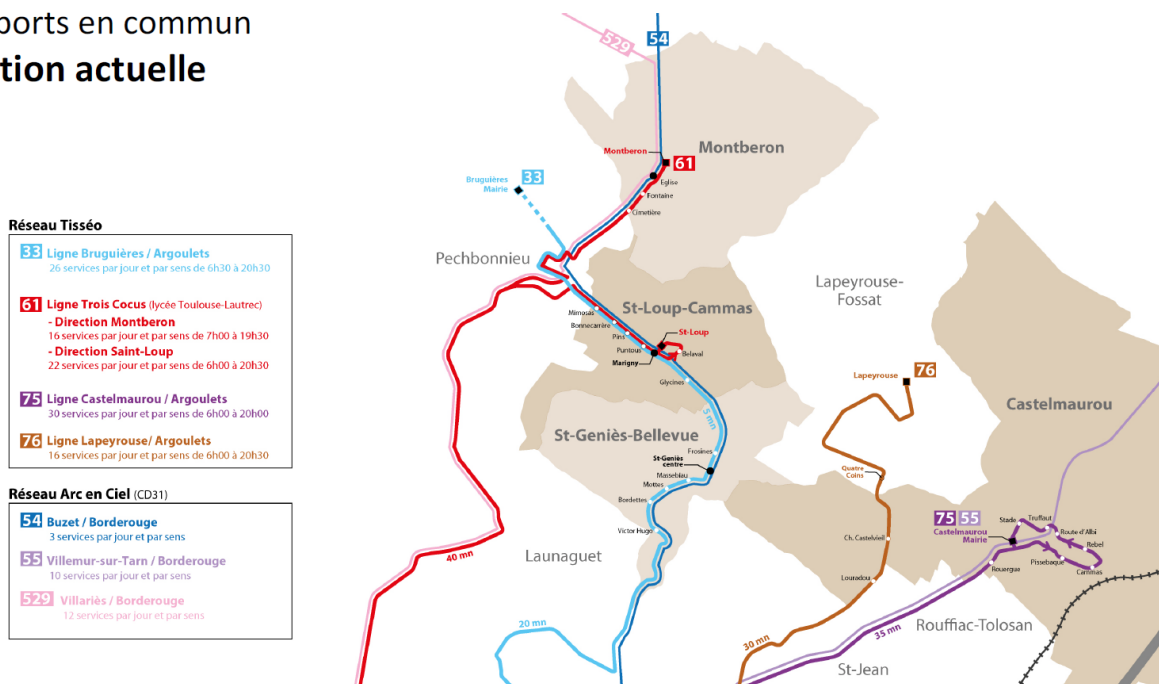 ports en commun
tion actuelle
Réseau Tisséo
33 Ligne Bruguières / Argoulets
26 services par jour et par sens de 6h30 à 20h30
61 Ligne Trois Cocus (lycée Toulouse-Lautrec)
- Direction Montberon
16 services par jour et par sens de 7h00 à 19h30
- Direction Saint-Loup
22 services par jour et par sens de 6h00 à 20h30
75 Ligne Castelmaurou / Argoulets
30 services par jour et par sens de 6h00 à 20h00
76 Ligne Lapeyrouse/ Argoulets
16 services par jour et par sens de 6h00 à 20h30
Réseau Arc en Ciel (CD31)
54 Buzet / Borderouge
3 services par jour et par sens
55 Villemur-sur-Tarn / Borderouge
10 services par jour et par sens
529 Villariès / Borderouge
12 services par jour et par sens
529
54
Montberon
Montberon
61
Bruguières
Mairie
33
Eglise
Fontaine
Cimetière
Pechbonnieu
Lapeyrouse-
Fossat
St-Loup-Cammas
Mimosas
Bonnecarrère
Pins
St-Loup
Puntous
Belaval
Marigny
Glycines
Lapeyrouse
76
5 mn
Castelmaurou
St-Geniès-Bellevue
Frosines
St-Geniès
centre
Massebiau
Mottes
Bordettes
Quatre
Coins
Victor Hugo
75 55
Castelmaurou
Mairie
Stade
Truffaut
Route d'Albi
Rebel
Ch. Castelviel
Pissebaque
Cammas
Rouergue
Launaguet
40 mn
Louradou
20 mn
30 mn
35 mn
Rouffiac-Tolosan
St-Jean